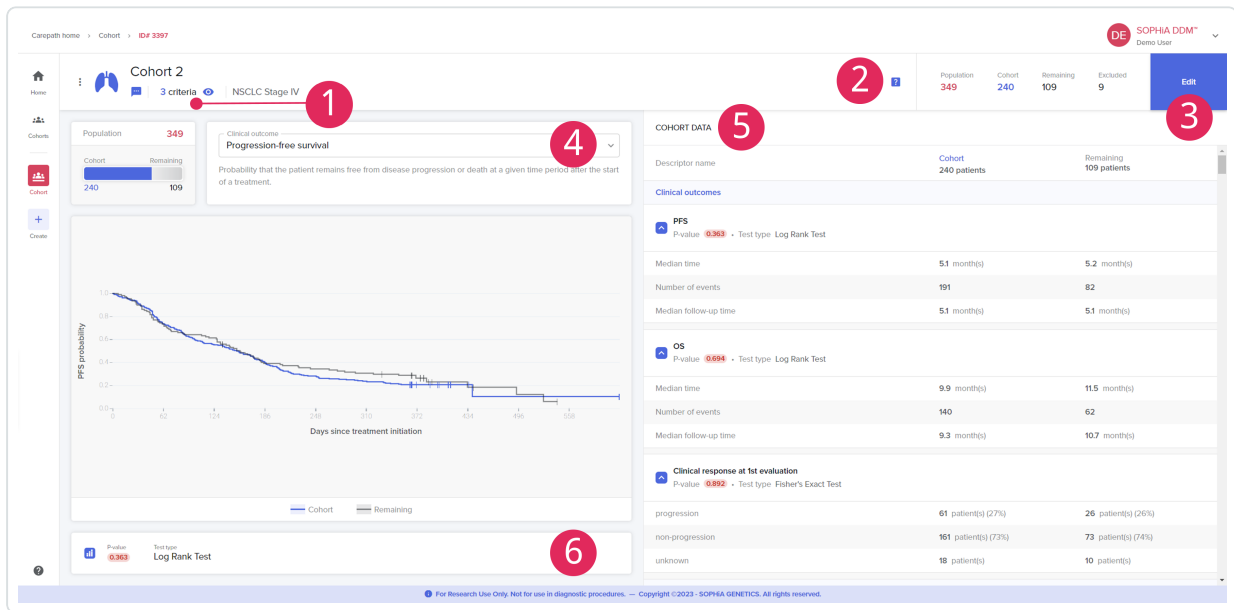 Carepath home › Cohort › ID# 3397
DE SOPHiA DDM™
Demo User
Home
Cohorts
Cohort
Create
Cohort 2
3 criteria NSCLC Stage IV
1
2
Population Cohort Remaining Excluded
349 240 109 9
Edit
3
Population 349
Cohort Remaining
240 109
Clinical outcome
Progression-free survival
4
Probability that the patient remains free from disease progression or death at a given time period after the start
of a treatment.
1.0
0.8
0.6
0.4
0.2
0.0
PFS probability
0 62 124 186 248 310 372 434 496 558
Days since treatment initiation
Cohort Remaining
P-value Test type
0.363 Log Rank Test
6
COHORT DATA 5
Descriptor name Cohort Remaining
240 patients 109 patients
Clinical outcomes
PFS
P-value 0.363 • Test type Log Rank Test
Median time 5.1 month(s) 5.2 month(s)
Number of events 191 82
Median follow-up time 5.1 month(s) 5.1 month(s)
OS
P-value 0.694 • Test type Log Rank Test
Median time 9.9 month(s) 11.5 month(s)
Number of events 140 62
Median follow-up time 9.3 month(s) 10.7 month(s)
Clinical response at 1st evaluation
P-value 0.892 • Test type Fisher's Exact Test
progression 61 patient(s) (27%) 26 patient(s) (26%)
non-progression 161 patient(s) (73%) 73 patient(s) (74%)
unknown 18 patient(s) 10 patient(s)
For Research Use Only. Not for use in diagnostic procedures. — Copyright ©2023 - SOPHiA GENETICS. All rights reserved.